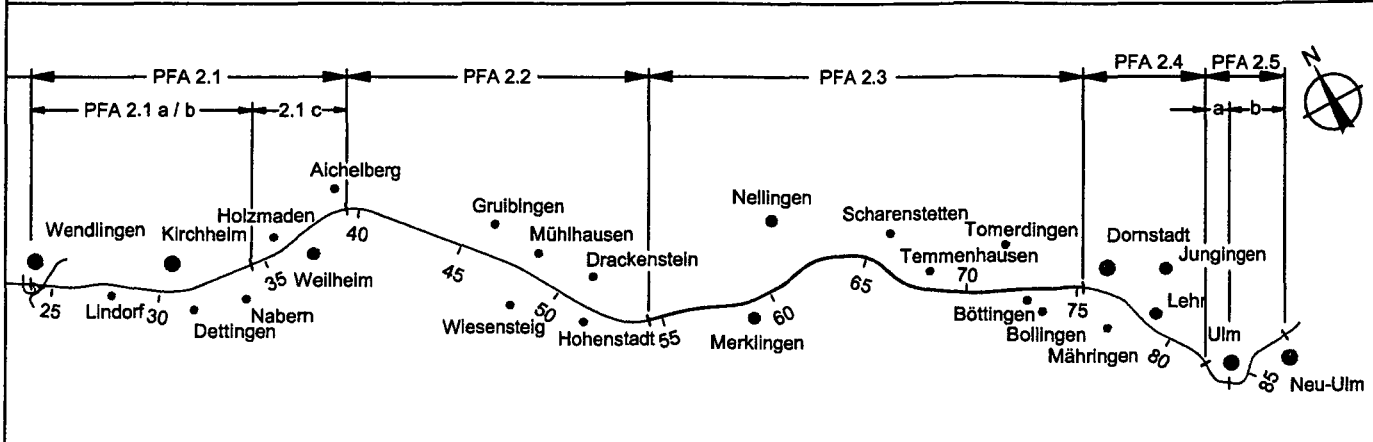 N
PFA 2.1
PFA 2.2
PFA 2.3
PFA 2.4
PFA 2.5
PFA 2.1 a / b
2.1 c
a
b
Aichelberg
Wendlingen
Kirchheim
Holzmaden
Weilheim
Lindorf
Dettingen
Nabern
Gruibingen
Mühlhausen
Drackenstein
Wiesensteig
Hohenstadt
Nellingen
Merklingen
Scharenstetten
Temmenhausen
Tomerdingen
Böttingen
Bollingen
Mähringen
Dornstadt
Jungingen
Lehr
Ulm
Neu-Ulm
25
30
35
40
45
50
55
60
65
70
75
80
85